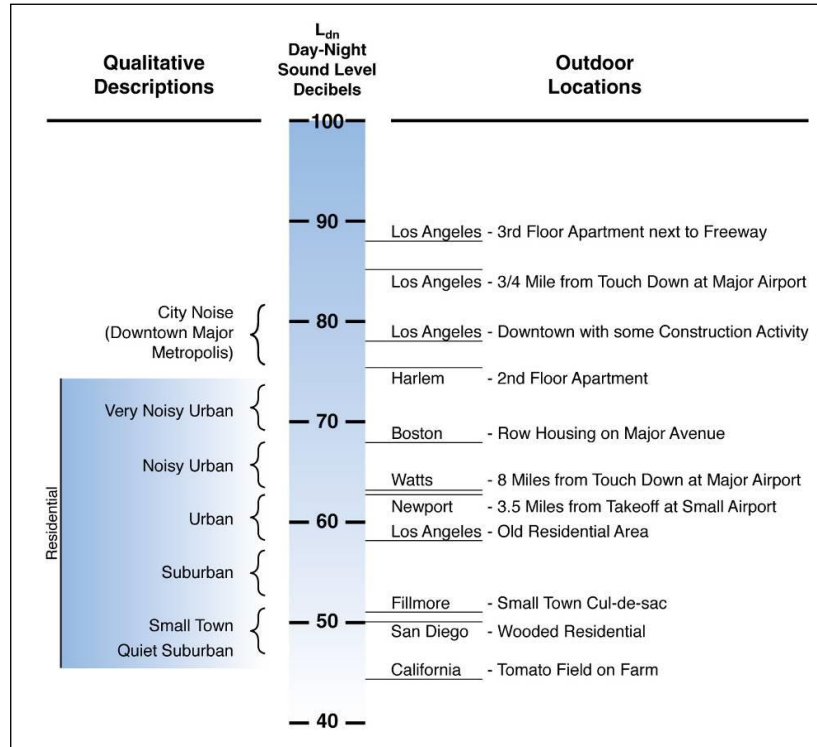 Qualitative
Descriptions
Ldn
Day-Night
Sound Level
Decibels
Outdoor
Locations
100
90
Los Angeles - 3rd Floor Apartment next to Freeway
Los Angeles - 3/4 Mile from Touch Down at Major Airport
City Noise
(Downtown Major
Metropolis)
80
Los Angeles - Downtown with some Construction Activity
Harlem - 2nd Floor Apartment
Very Noisy Urban
70
Boston - Row Housing on Major Avenue
Noisy Urban
Watts - 8 Miles from Touch Down at Major Airport
Newport - 3.5 Miles from Takeoff at Small Airport
Residential
Urban
60
Los Angeles - Old Residential Area
Suburban
Fillmore - Small Town Cul-de-sac
Small Town
50
San Diego - Wooded Residential
Quiet Suburban
California - Tomato Field on Farm
40